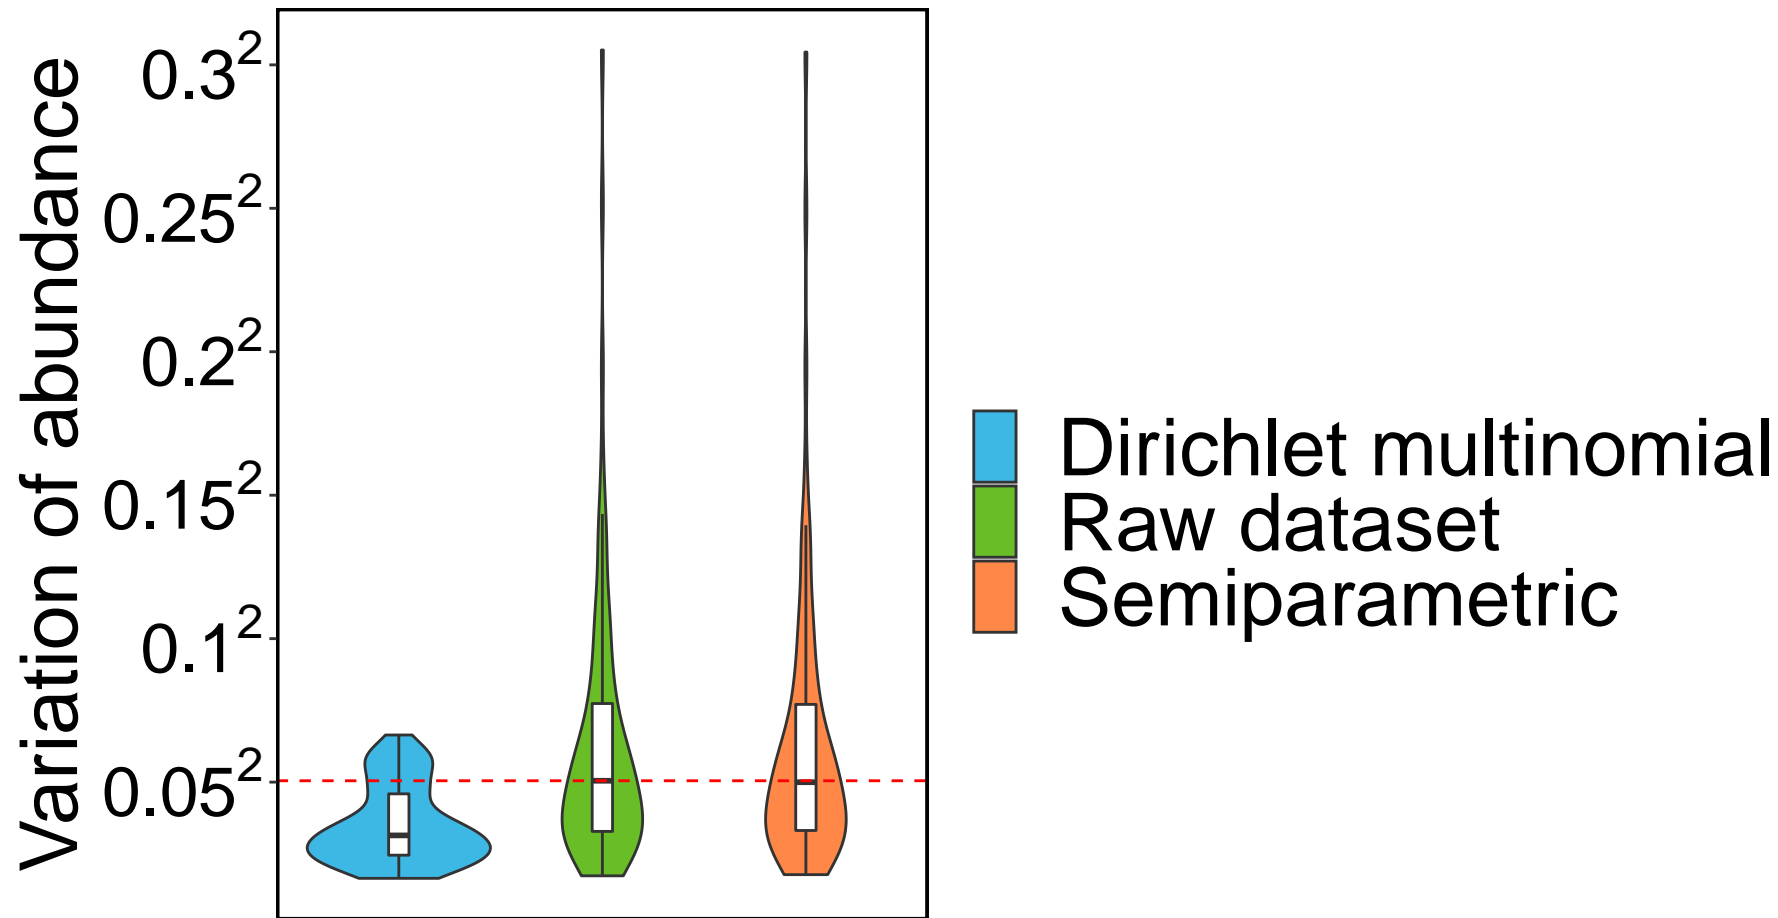 Variation of abundance
0.3²
0.25²
0.2²
0.15²
0.1²
0.05²
Dirichlet multinomial
Raw dataset
Semiparametric